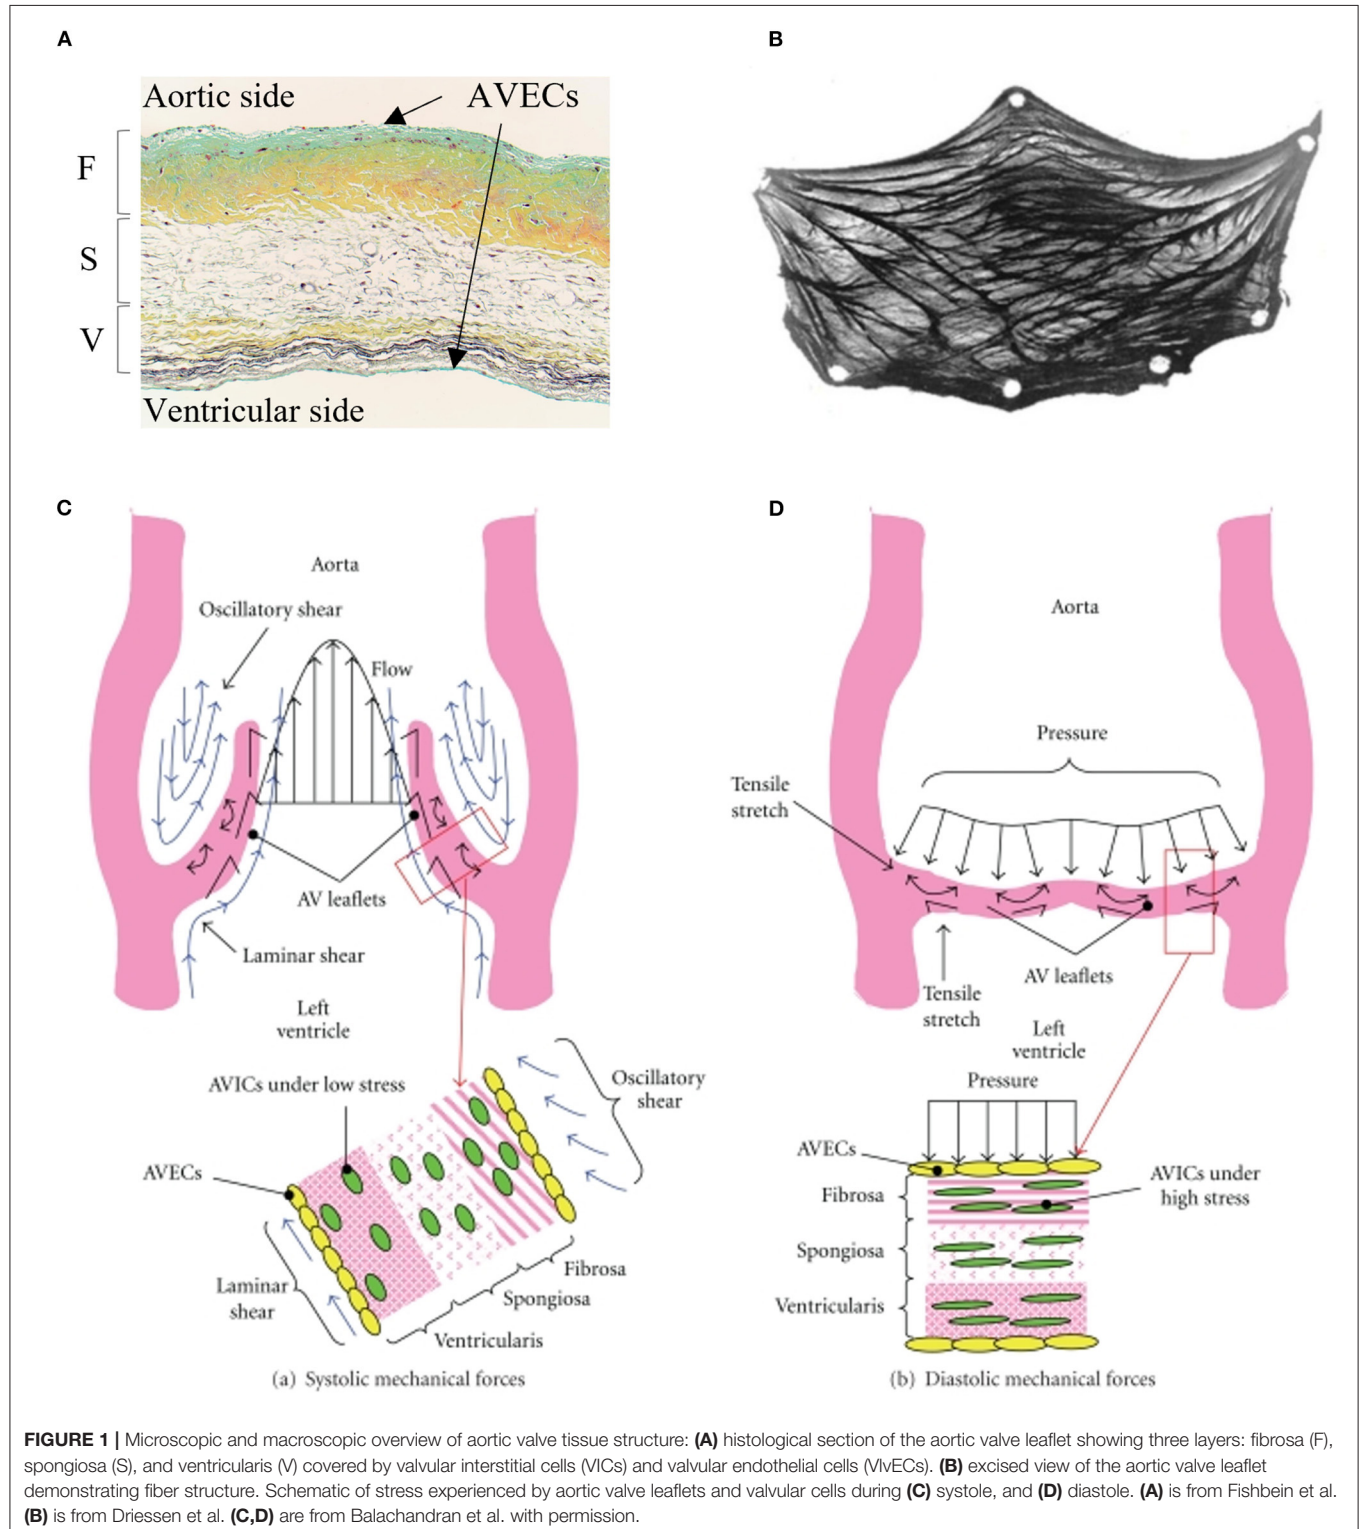 A
Aortic side
AVECs
F
S
V
Ventricular side
B
C
Aorta
Oscillatory shear
Flow
AV leaflets
Laminar shear
Left
ventricle
AVICs under low stress
Oscillatory
shear
AVECs
Laminar
shear
Fibrosa
Spongiosa
Ventricularis
(a) Systolic mechanical forces
D
Aorta
Pressure
Tensile
stretch
AV leaflets
Tensile
stretch
Left
ventricle
Pressure
AVECs
Fibrosa
AVICs under
high stress
Spongiosa
Ventricularis
(b) Diastolic mechanical forces
FIGURE 1 | Microscopic and macroscopic overview of aortic valve tissue structure: (A) histological section of the aortic valve leaflet showing three layers: fibrosa (F),
spongiosa (S), and ventricularis (V) covered by valvular interstitial cells (VICs) and valvular endothelial cells (VlvECs). (B) excised view of the aortic valve leaflet
demonstrating fiber structure. Schematic of stress experienced by aortic valve leaflets and valvular cells during (C) systole, and (D) diastole. (A) is from Fishbein et al.
(B) is from Driessen et al. (C,D) are from Balachandran et al. with permission.